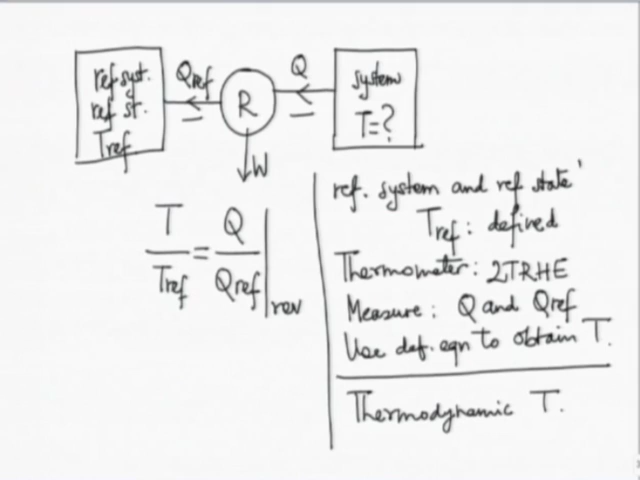 ref syst.
ref st.
Tref
Qref
R
Q
system
T=?
W
T/Tref = Q/Qref |rev
ref. system and ref state'
Tref: defined
Thermometer: 2TRHE
Measure: Q and Qref
Use def. eqn to obtain T.
Thermodynamic T.